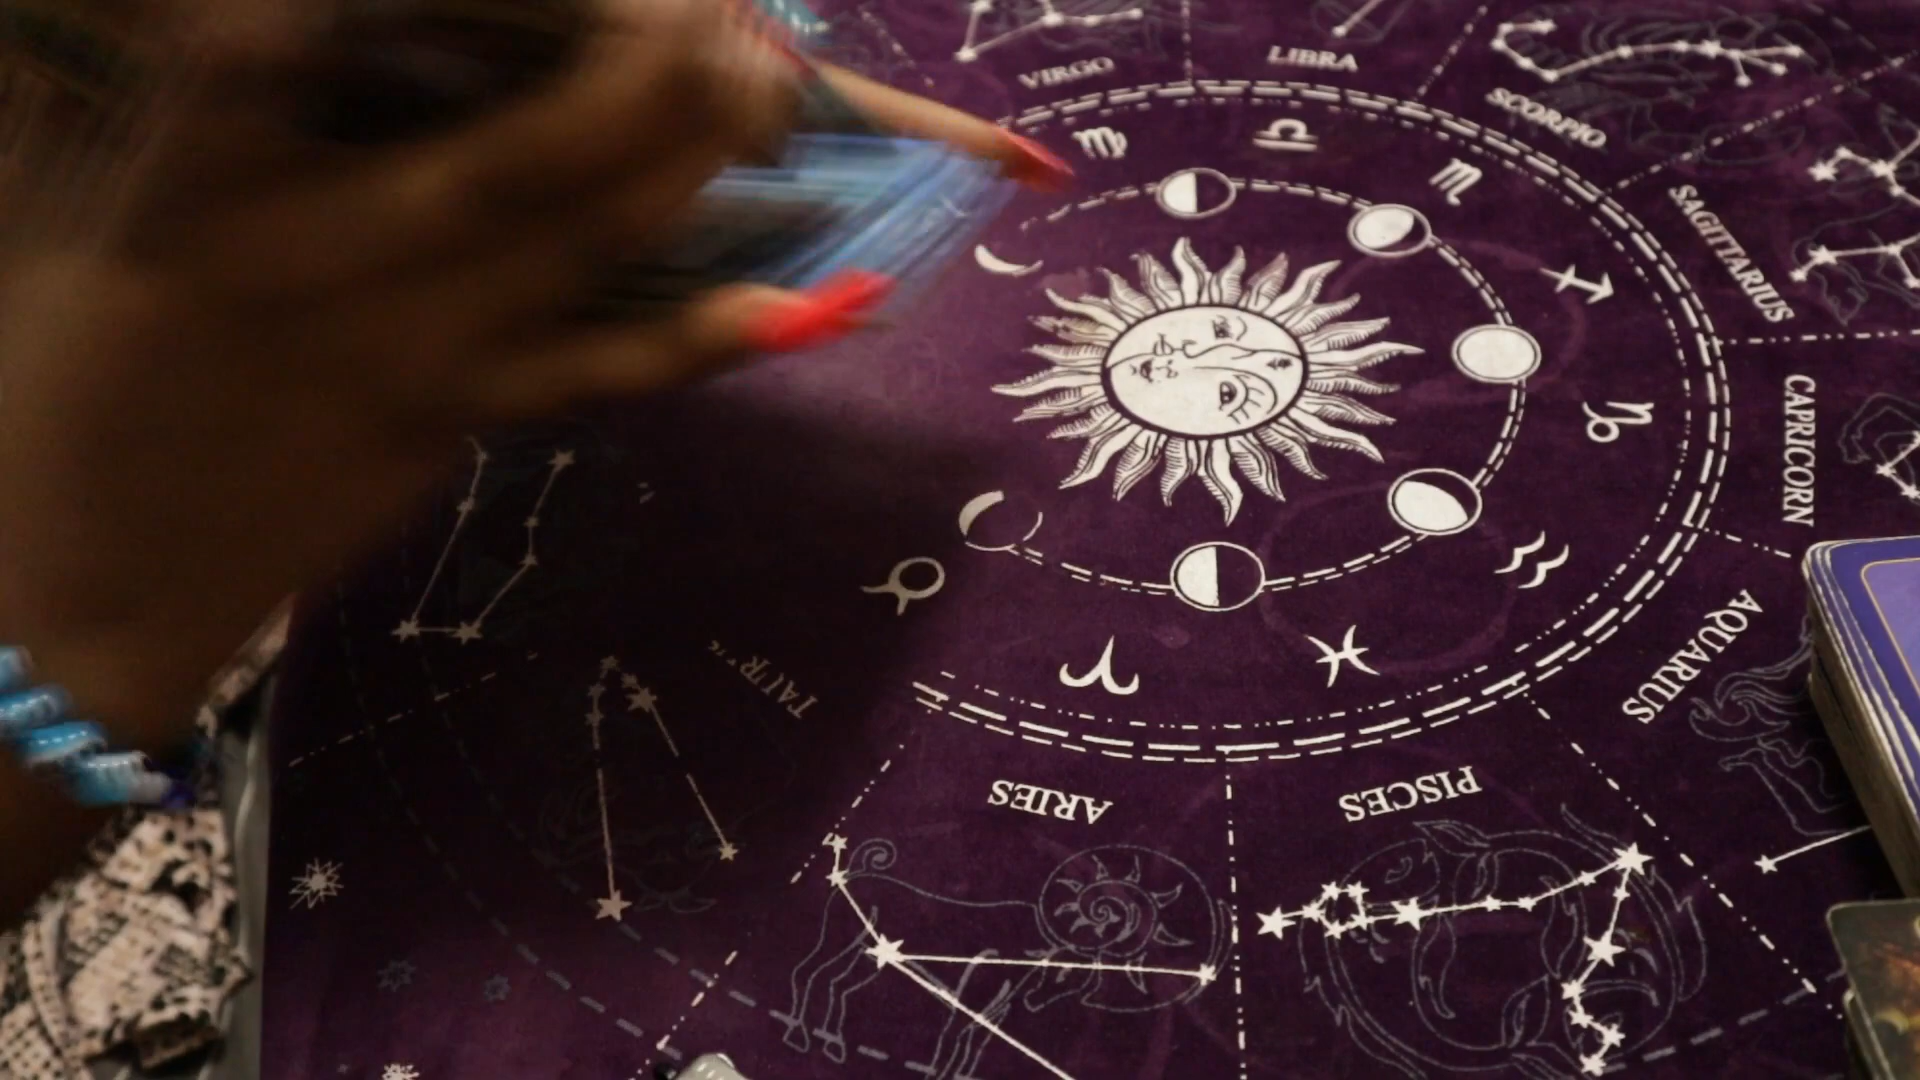 VIRGO
LIBRA
SCORPIO
SAGITTARIUS
CAPRICORN
AQUARIUS
PISCES
ARIES